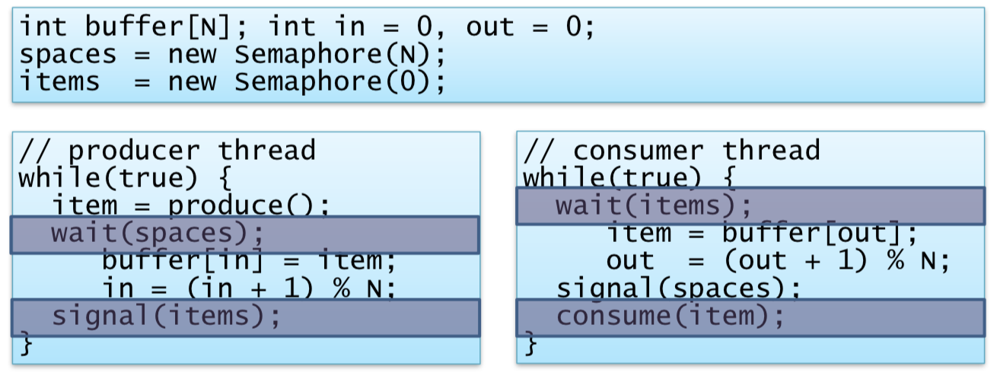 int buffer[N]; int in = 0, out = 0;
spaces = new Semaphore(N);
items  = new Semaphore(0);
// producer thread
while(true) {
  item = produce();
  wait(spaces);
     buffer[in] = item;
     in = (in + 1) % N;
  signal(items);
}
// consumer thread
while(true) {
  wait(items);
     item = buffer[out];
     out  = (out + 1) % N;
  signal(spaces);
  consume(item);
}